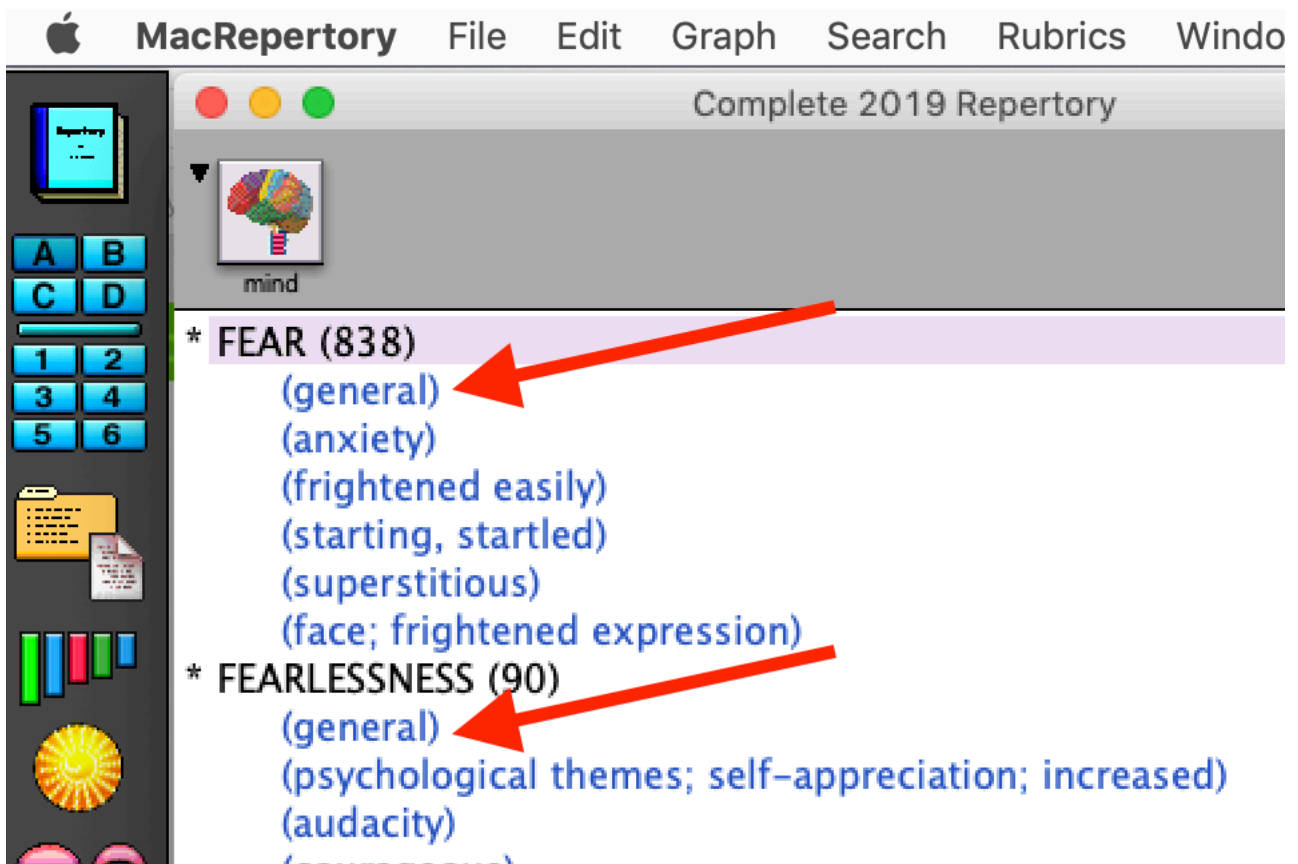 MacRepertory File Edit Graph Search Rubrics Windo
Complete 2019 Repertory
Repertory
mind
A B
C D
1 2
3 4
5 6
* FEAR (838)
(general)
(anxiety)
(frightened easily)
(starting, startled)
(superstitious)
(face; frightened expression)
* FEARLESSNESS (90)
(general)
(psychological themes; self-appreciation; increased)
(audacity)